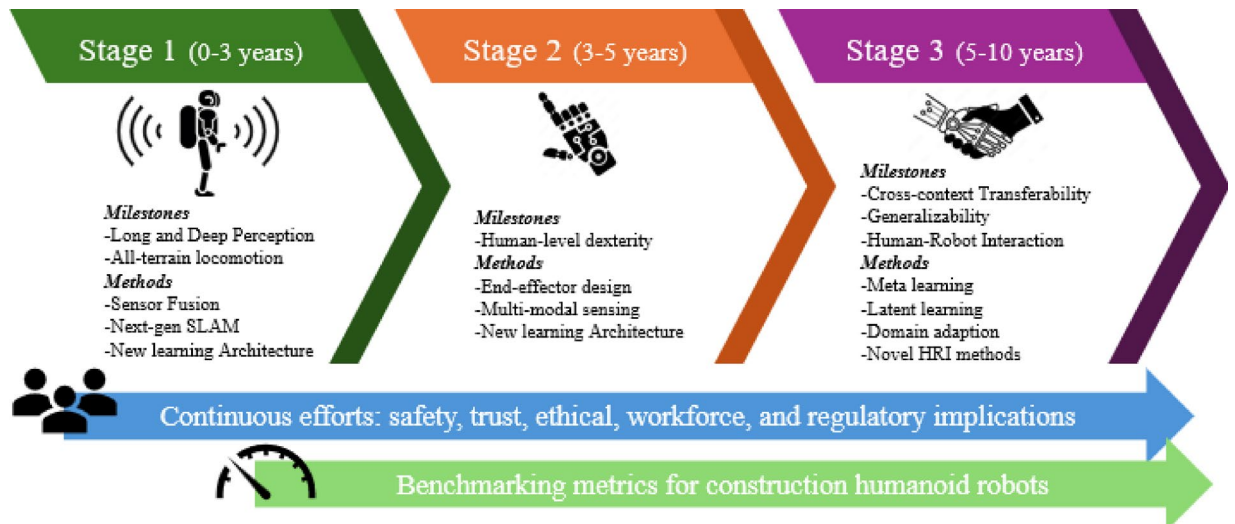 Stage 1 (0-3 years)
Milestones
-Long and Deep Perception
-All-terrain locomotion
Methods
-Sensor Fusion
-Next-gen SLAM
-New learning Architecture
Stage 2 (3-5 years)
Milestones
-Human-level dexterity
Methods
-End-effector design
-Multi-modal sensing
-New learning Architecture
Stage 3 (5-10 years)
Milestones
-Cross-context Transferability
-Generalizability
-Human-Robot Interaction
Methods
-Meta learning
-Latent learning
-Domain adaption
-Novel HRI methods
Continuous efforts: safety, trust, ethical, workforce, and regulatory implications
Benchmarking metrics for construction humanoid robots